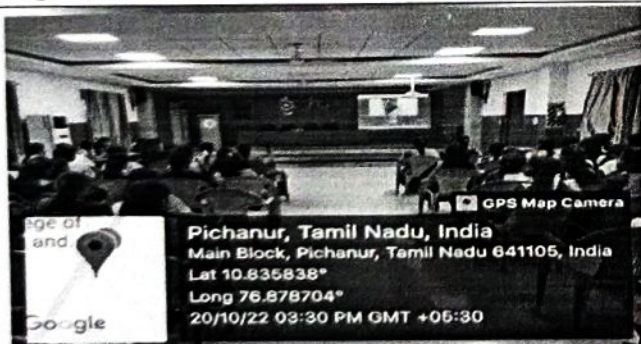 GPS Map Camera
ege of
and
Google
Pichanur, Tamil Nadu, India
Main Block, Pichanur, Tamil Nadu 641105, India
Lat 10.835838°
Long 76.878704°
20/10/22 03:30 PM GMT +05:30